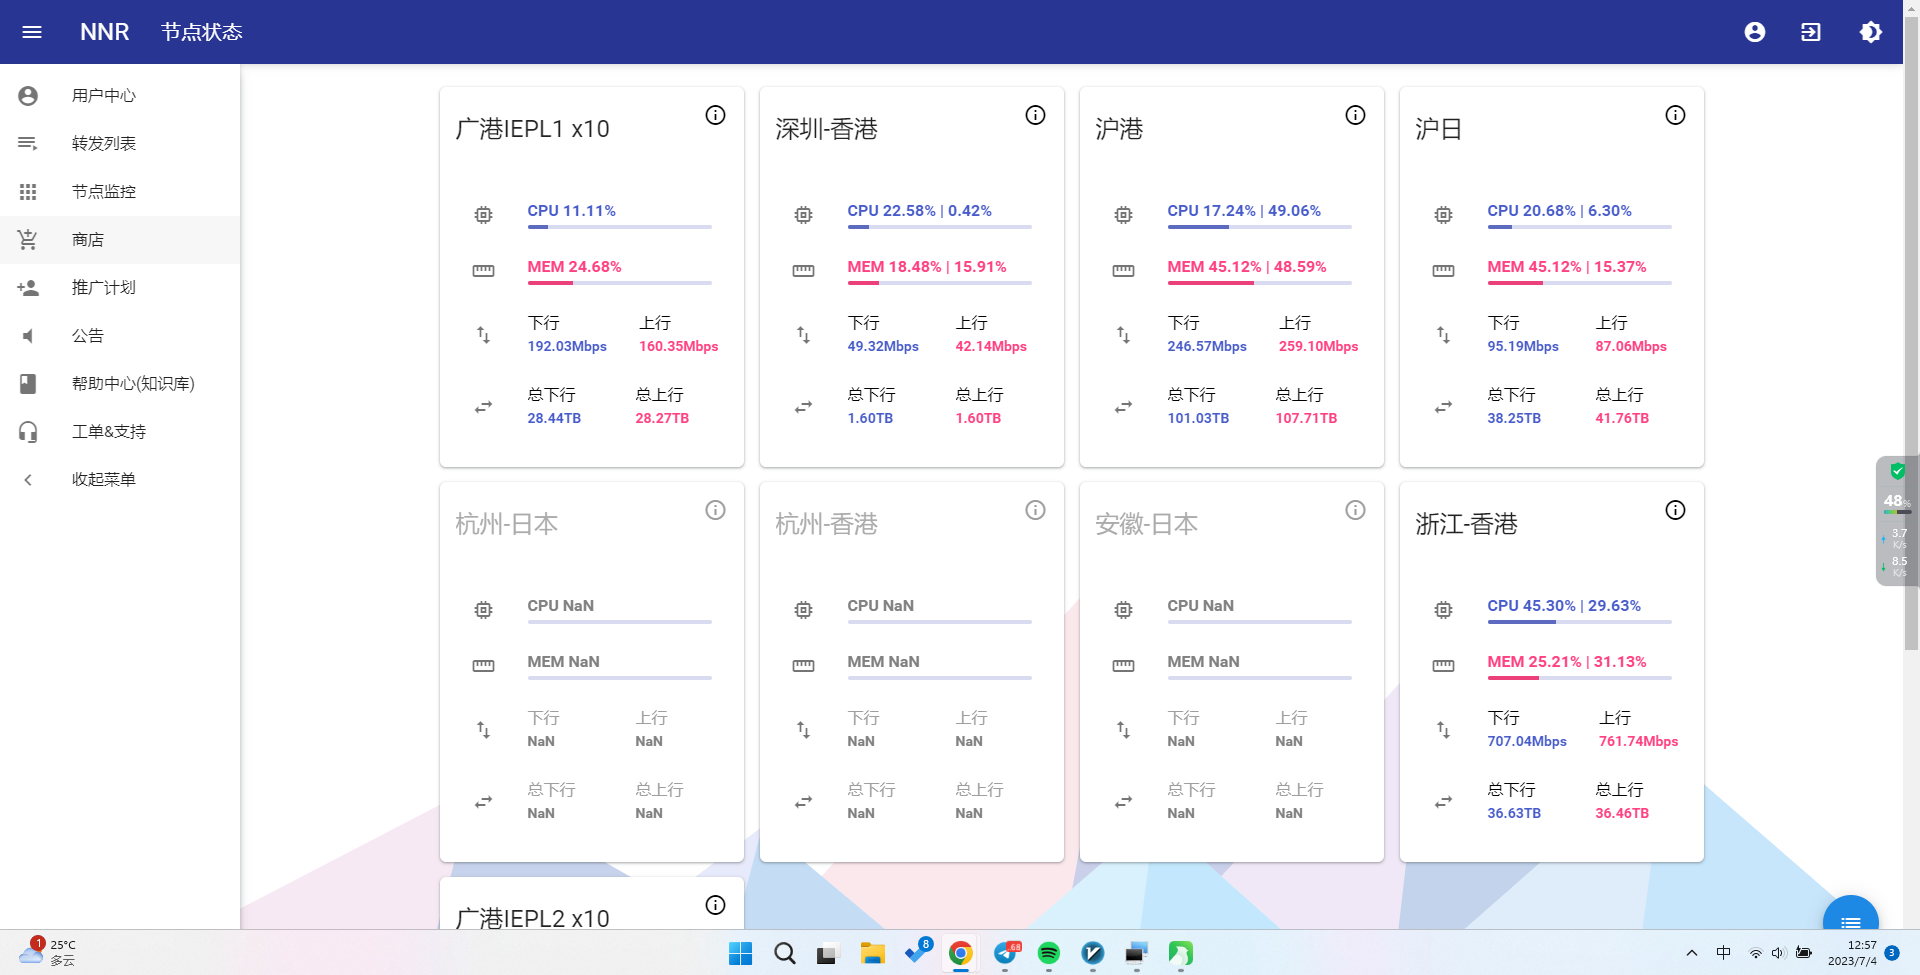 NNR 节点状态
用户中心
转发列表
节点监控
商店
推广计划
公告
帮助中心(知识库)
工单&支持
收起菜单
广港IEPL1 x10
CPU 11.11%
MEM 24.68%
下行 上行
192.03Mbps 160.35Mbps
总下行 总上行
28.44TB 28.27TB
深圳-香港
CPU 22.58% | 0.42%
MEM 18.48% | 15.91%
下行 上行
49.32Mbps 42.14Mbps
总下行 总上行
1.60TB 1.60TB
沪港
CPU 17.24% | 49.06%
MEM 45.12% | 48.59%
下行 上行
246.57Mbps 259.10Mbps
总下行 总上行
101.03TB 107.71TB
沪日
CPU 20.68% | 6.30%
MEM 45.12% | 15.37%
下行 上行
95.19Mbps 87.06Mbps
总下行 总上行
38.25TB 41.76TB
杭州-日本
CPU NaN
MEM NaN
下行 上行
NaN NaN
总下行 总上行
NaN NaN
杭州-香港
CPU NaN
MEM NaN
下行 上行
NaN NaN
总下行 总上行
NaN NaN
安徽-日本
CPU NaN
MEM NaN
下行 上行
NaN NaN
总下行 总上行
NaN NaN
浙江-香港
CPU 45.30% | 29.63%
MEM 25.21% | 31.13%
下行 上行
707.04Mbps 761.74Mbps
总下行 总上行
36.63TB 36.46TB
广港IEPL2 x10
48%
3.7
K/s
8.5
K/s
1
25°C
多云
8
.68
中
12:57
2023/7/4
3